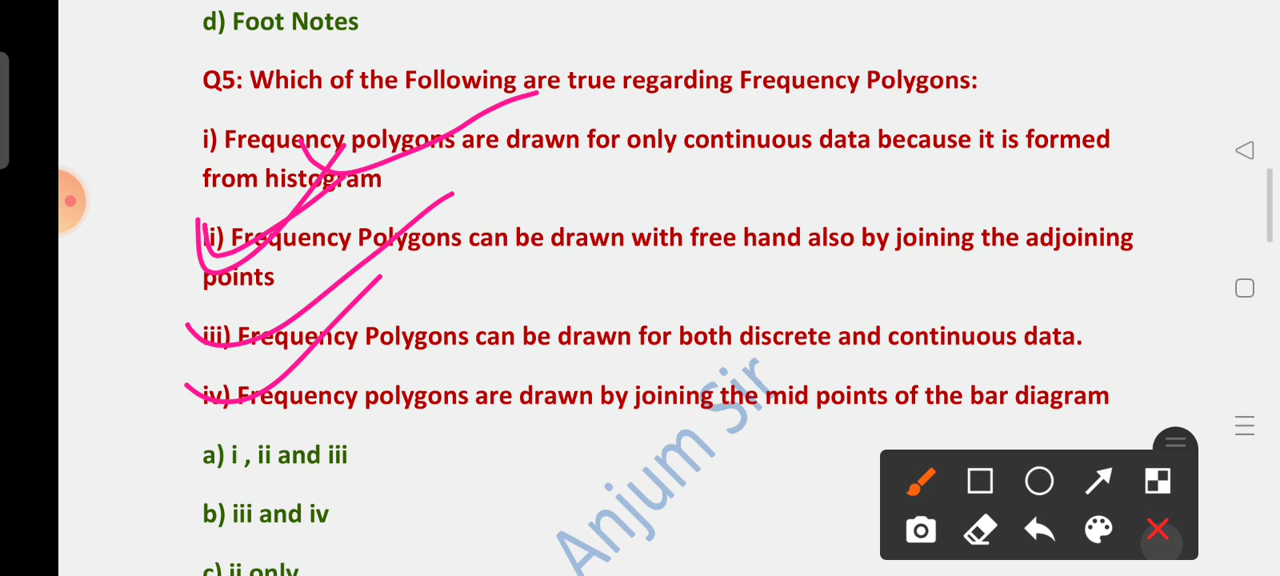 d) Foot Notes
Q5: Which of the Following are true regarding Frequency Polygons:
i) Frequency polygons are drawn for only continuous data because it is formed
from histogram
ii) Frequency Polygons can be drawn with free hand also by joining the adjoining
points
iii) Frequency Polygons can be drawn for both discrete and continuous data.
iv) Frequency polygons are drawn by joining the mid points of the bar diagram
a) i , ii and iii
b) iii and iv
c) ii only
Anjum Sir